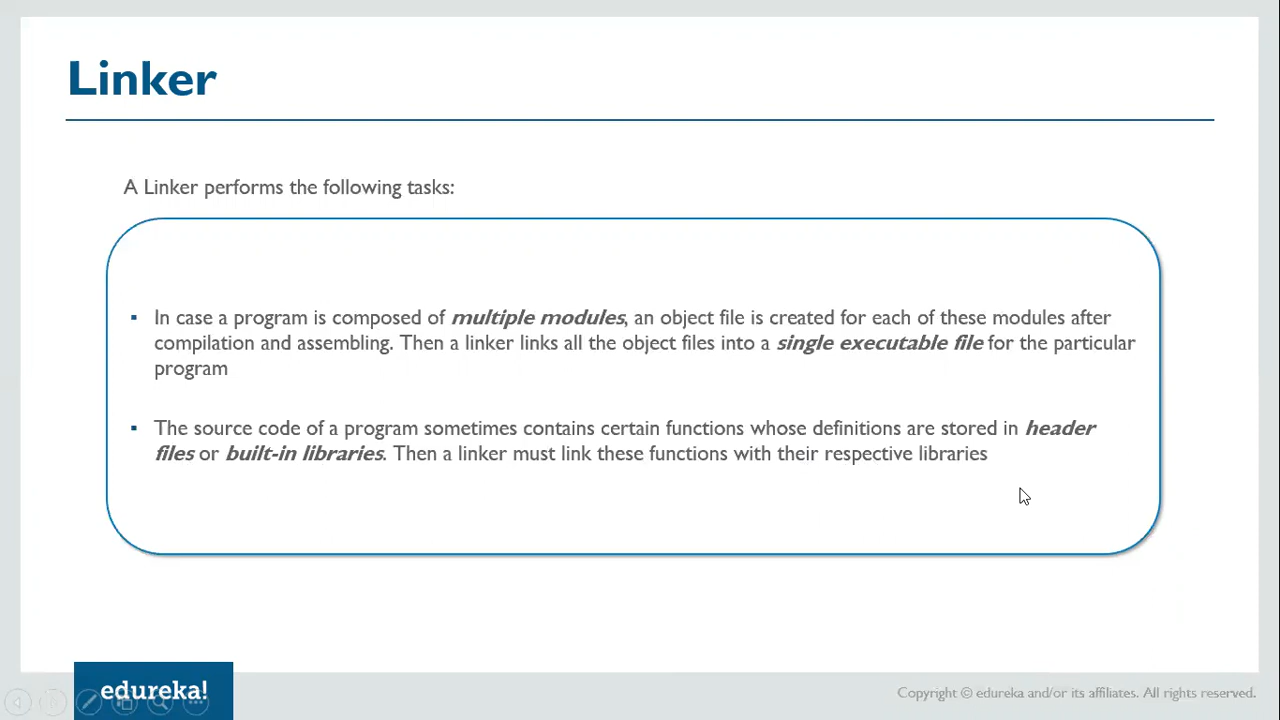 Linker
A Linker performs the following tasks:
▪ In case a program is composed of multiple modules, an object file is created for each of these modules after
compilation and assembling. Then a linker links all the object files into a single executable file for the particular
program
▪ The source code of a program sometimes contains certain functions whose definitions are stored in header
files or built-in libraries. Then a linker must link these functions with their respective libraries
edureka!
Copyright © edureka and/or its affiliates. All rights reserved.